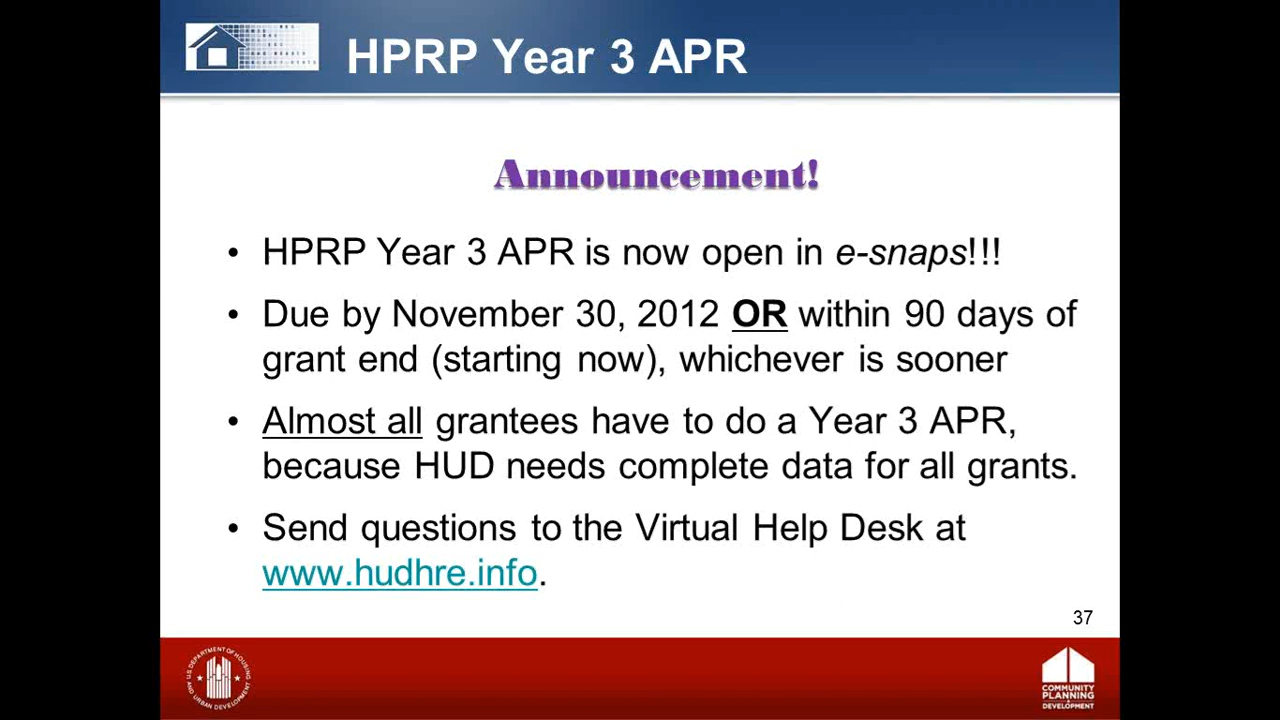 HPRP Year 3 APR
Announcement!
• HPRP Year 3 APR is now open in e-snaps!!!
• Due by November 30, 2012 OR within 90 days of
grant end (starting now), whichever is sooner
• Almost all grantees have to do a Year 3 APR,
because HUD needs complete data for all grants.
• Send questions to the Virtual Help Desk at
www.hudhre.info.
37
U.S. DEPARTMENT OF HOUSING
AND URBAN DEVELOPMENT
COMMUNITY
PLANNING
DEVELOPMENT